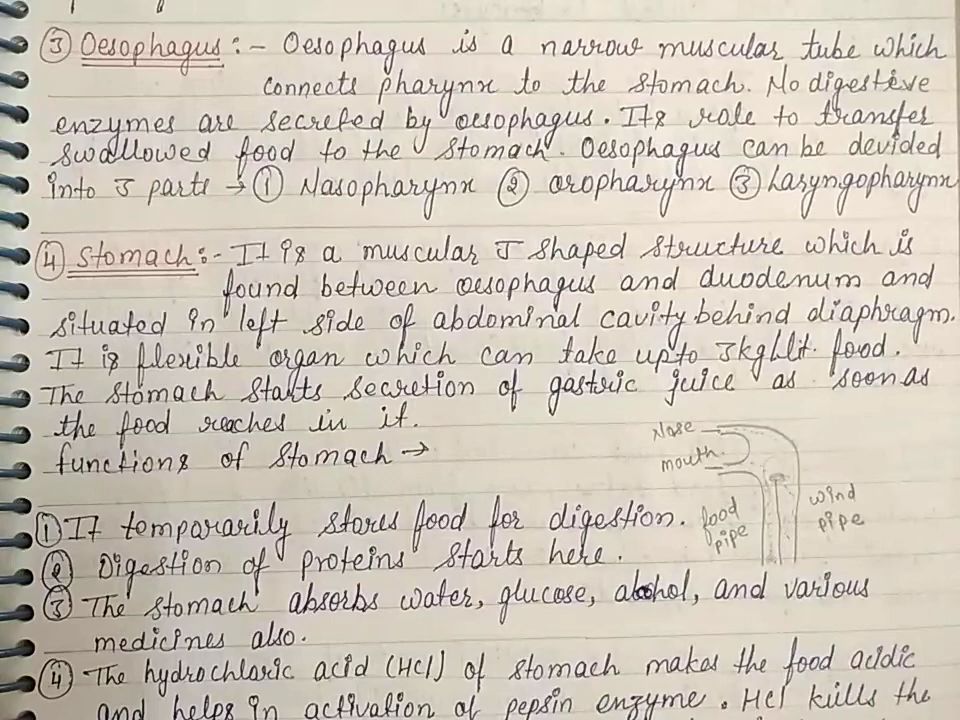 ③ Oesophagus :- Oesophagus is a narrow muscular tube which
connects pharynx to the stomach. No digestive
enzymes are secreted by oesophagus. Its role to transfer
swallowed food to the stomach. Oesophagus can be devided
into 3 parts → ① Nasopharynx ② oropharynx ③ Laryngopharynx
④ Stomach :- It is a muscular J shaped structure which is
found between oesophagus and duodenum and
situated in left side of abdominal cavity behind diaphragm.
It is flexible organ which can take upto 3kg/lit. food.
The stomach starts secretion of gastric juice as soon as
the food reaches in it.
functions of stomach →
Nose
mouth
food
pipe
wind
pipe
① It temporarily stores food for digestion.
② Digestion of proteins starts here.
③ The stomach absorbs water, glucose, alcohol, and various
medicines also.
④ The hydrochloric acid (HCl) of stomach makes the food acidic
and helps in activation of pepsin enzyme. HCl kills the